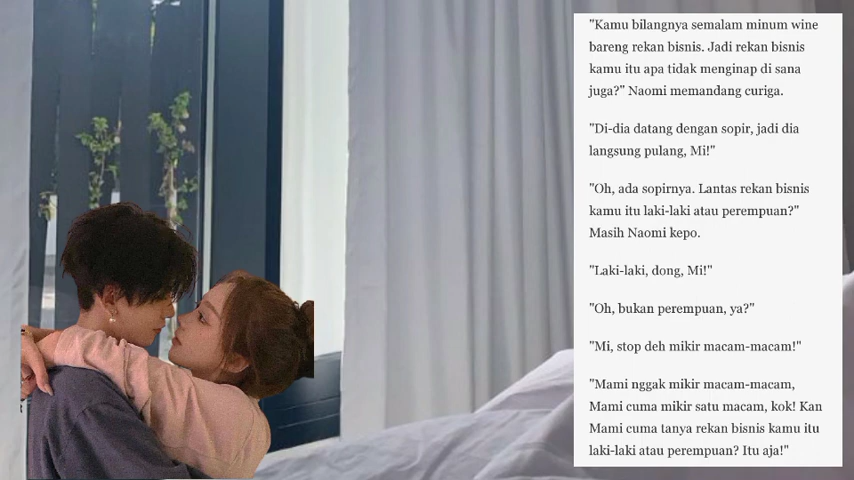 "Kamu bilangnya semalam minum wine
bareng rekan bisnis. Jadi rekan bisnis
kamu itu apa tidak menginap di sana
juga?" Naomi memandang curiga.
"Di-dia datang dengan sopir, jadi dia
langsung pulang, Mi!"
"Oh, ada sopirnya. Lantas rekan bisnis
kamu itu laki-laki atau perempuan?"
Masih Naomi kepo.
"Laki-laki, dong, Mi!"
"Oh, bukan perempuan, ya?"
"Mi, stop deh mikir macam-macam!"
"Mami nggak mikir macam-macam,
Mami cuma mikir satu macam, kok! Kan
Mami cuma tanya rekan bisnis kamu itu
laki-laki atau perempuan? Itu aja!"